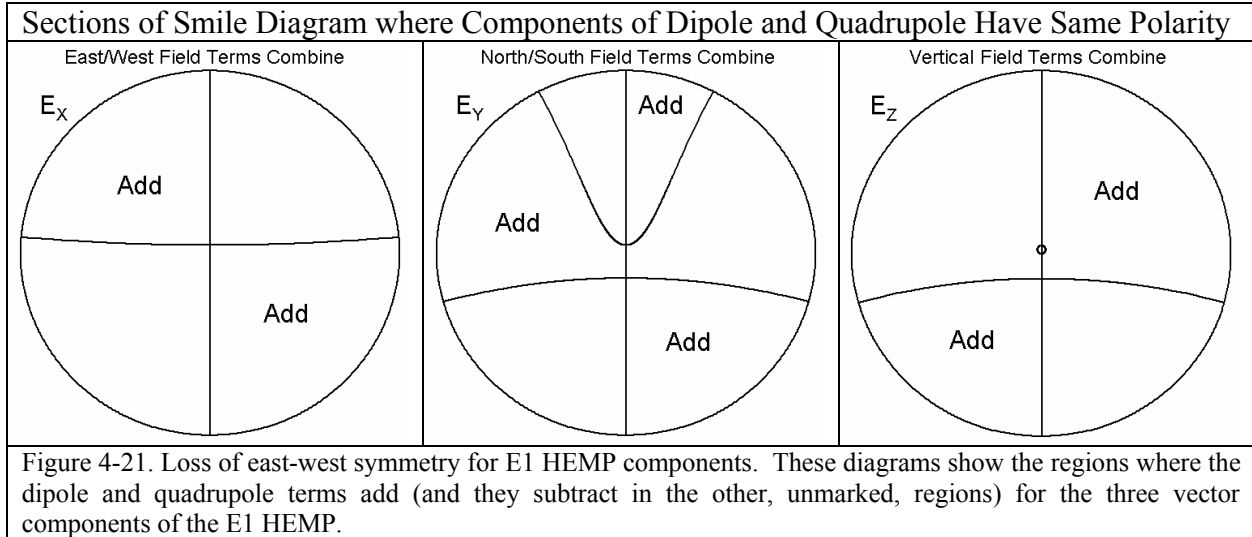 Sections of Smile Diagram where Components of Dipole and Quadrupole Have Same Polarity
East/West Field Terms Combine
E_X
Add
Add
North/South Field Terms Combine
E_Y
Add
Add
Add
Vertical Field Terms Combine
E_Z
Add
Add
Figure 4-21. Loss of east-west symmetry for E1 HEMP components. These diagrams show the regions where the
dipole and quadrupole terms add (and they subtract in the other, unmarked, regions) for the three vector
components of the E1 HEMP.